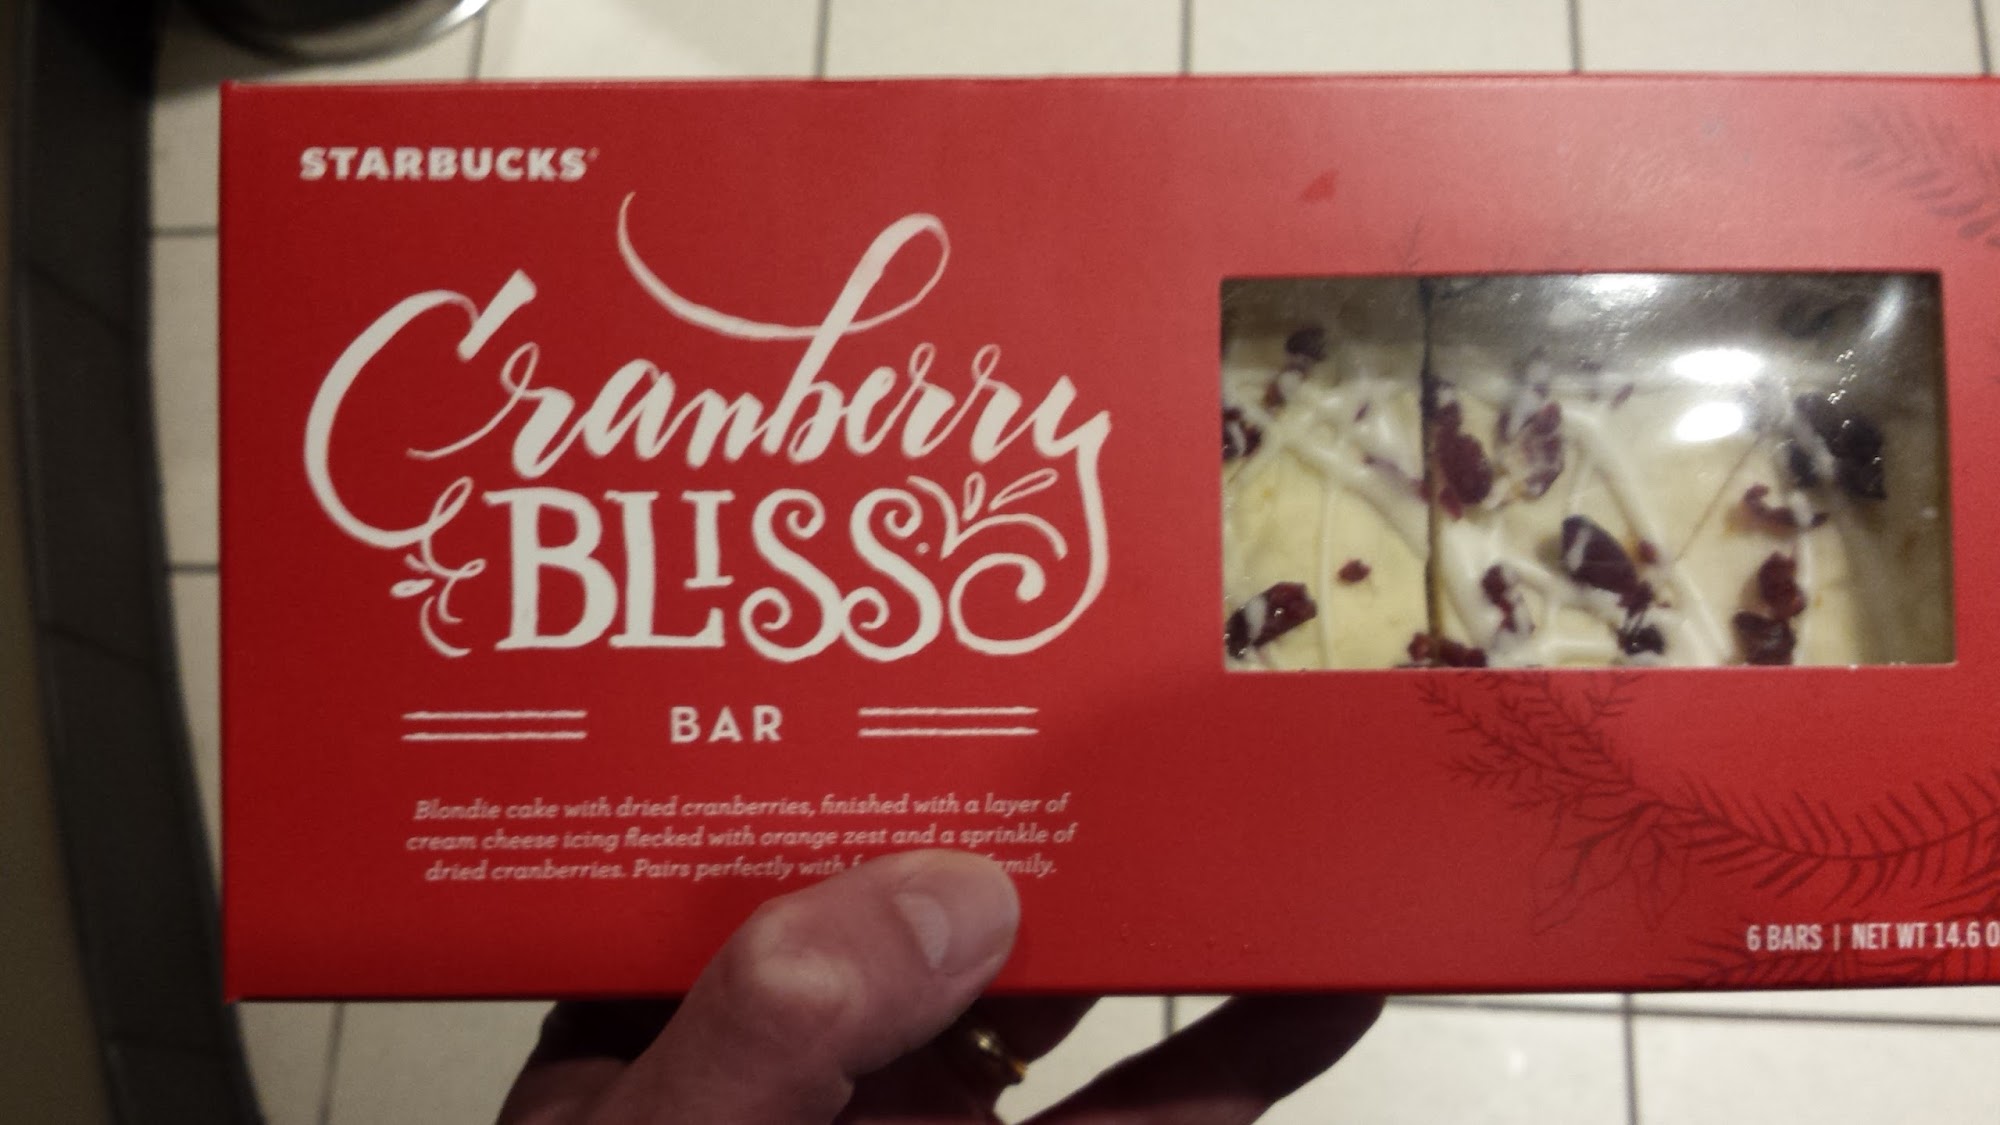 STARBUCKS
Cranberry
BLISS
BAR
Blondie cake with dried cranberries, finished with a layer of
cream cheese icing flecked with orange zest and a sprinkle of
dried cranberries. Pairs perfectly with
6 BARS | NET WT 14.6